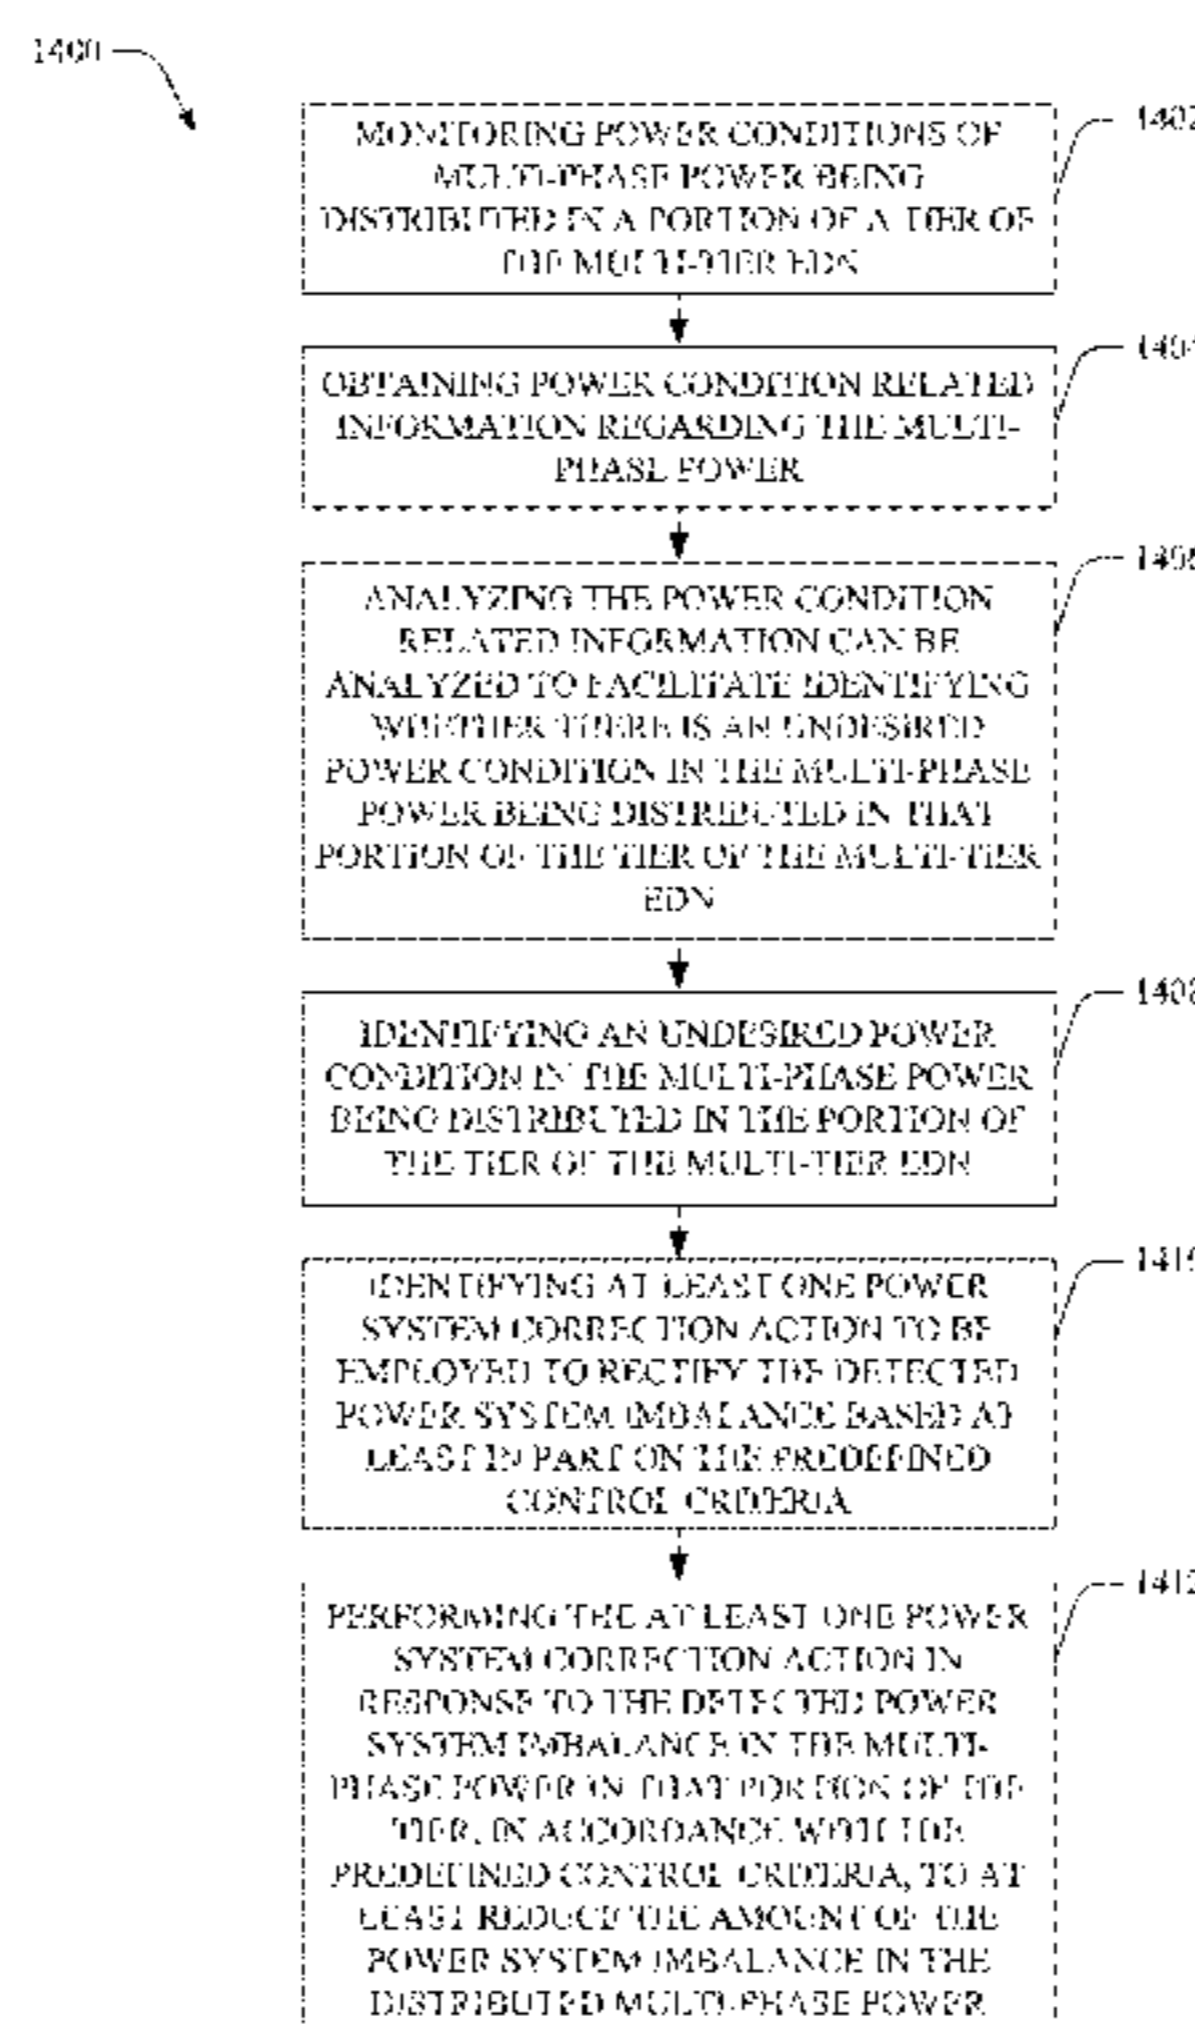 1400
1402
MONITORING POWER CONDITIONS OF
MULTI-PHASE POWER BEING
DISTRIBUTED IN A PORTION OF A TIER OF
THE MULTI-TIER EDN
1404
OBTAINING POWER CONDITION RELATED
INFORMATION REGARDING THE MULTI-
PHASE POWER
1406
ANALYZING THE POWER CONDITION
RELATED INFORMATION CAN BE
ANALYZED TO FACILITATE IDENTIFYING
WHETHER THERE IS AN UNDESIRED
POWER CONDITION IN THE MULTI-PHASE
POWER BEING DISTRIBUTED IN THAT
PORTION OF THE TIER OF THE MULTI-TIER
EDN
1408
IDENTIFYING AN UNDESIRED POWER
CONDITION IN THE MULTI-PHASE POWER
BEING DISTRIBUTED IN THE PORTION OF
THE TIER OF THE MULTI-TIER EDN
1410
IDENTIFYING AT LEAST ONE POWER
SYSTEM CORRECTION ACTION TO BE
EMPLOYED TO RECTIFY THE DETECTED
POWER SYSTEM IMBALANCE BASED AT
LEAST IN PART ON THE PREDEFINED
CONTROL CRITERIA
1412
PERFORMING THE AT LEAST ONE POWER
SYSTEM CORRECTION ACTION IN
RESPONSE TO THE DETECTED POWER
SYSTEM IMBALANCE IN THE MULTI-
PHASE POWER IN THAT PORTION OF THE
TIER, IN ACCORDANCE WITH THE
PREDEFINED CONTROL CRITERIA, TO AT
LEAST REDUCE THE AMOUNT OF THE
POWER SYSTEM IMBALANCE IN THE
DISTRIBUTED MULTI-PHASE POWER